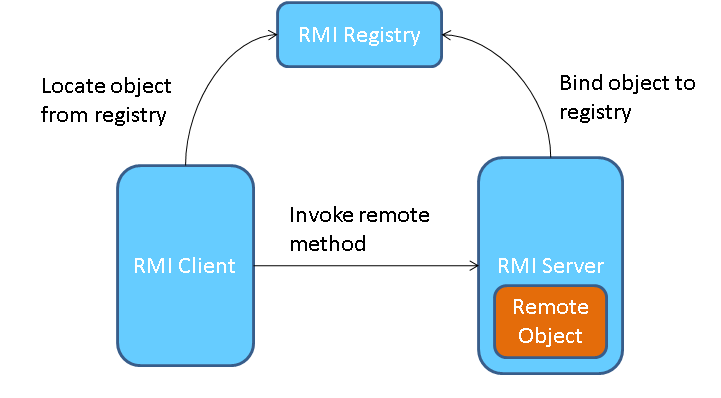 RMI Registry
Locate object
from registry
Bind object to
registry
Invoke remote
method
RMI Client
RMI Server
Remote
Object